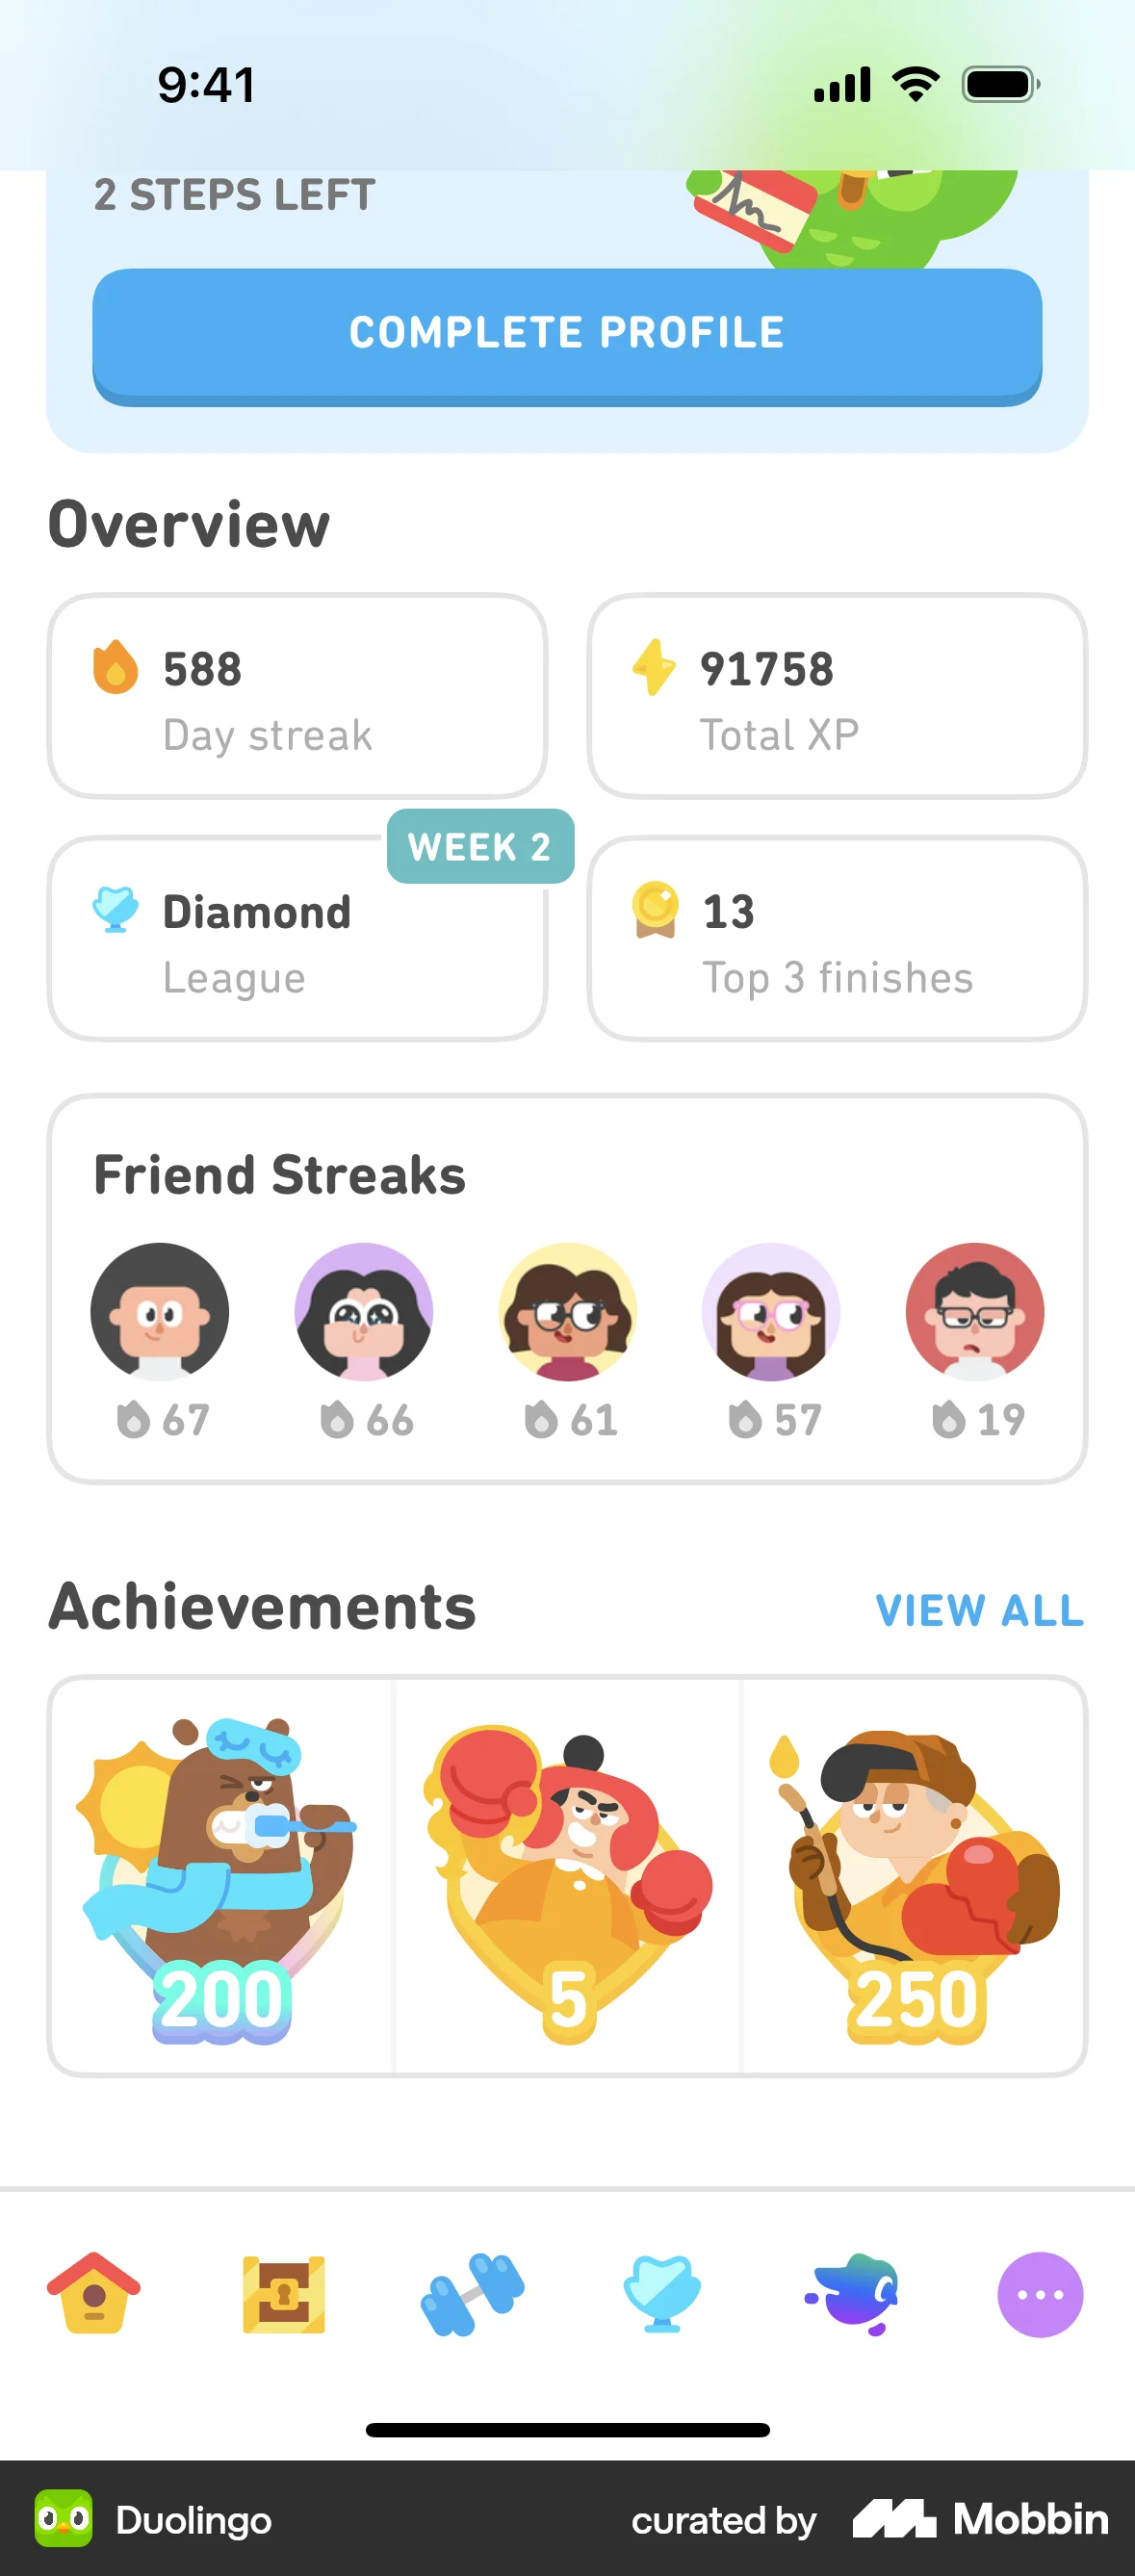 9:41
2 STEPS LEFT
COMPLETE PROFILE
Overview
588
Day streak
91758
Total XP
WEEK 2
Diamond
League
13
Top 3 finishes
Friend Streaks
67
66
61
57
19
Achievements
VIEW ALL
200
5
250
Duolingo
curated by
Mobbin